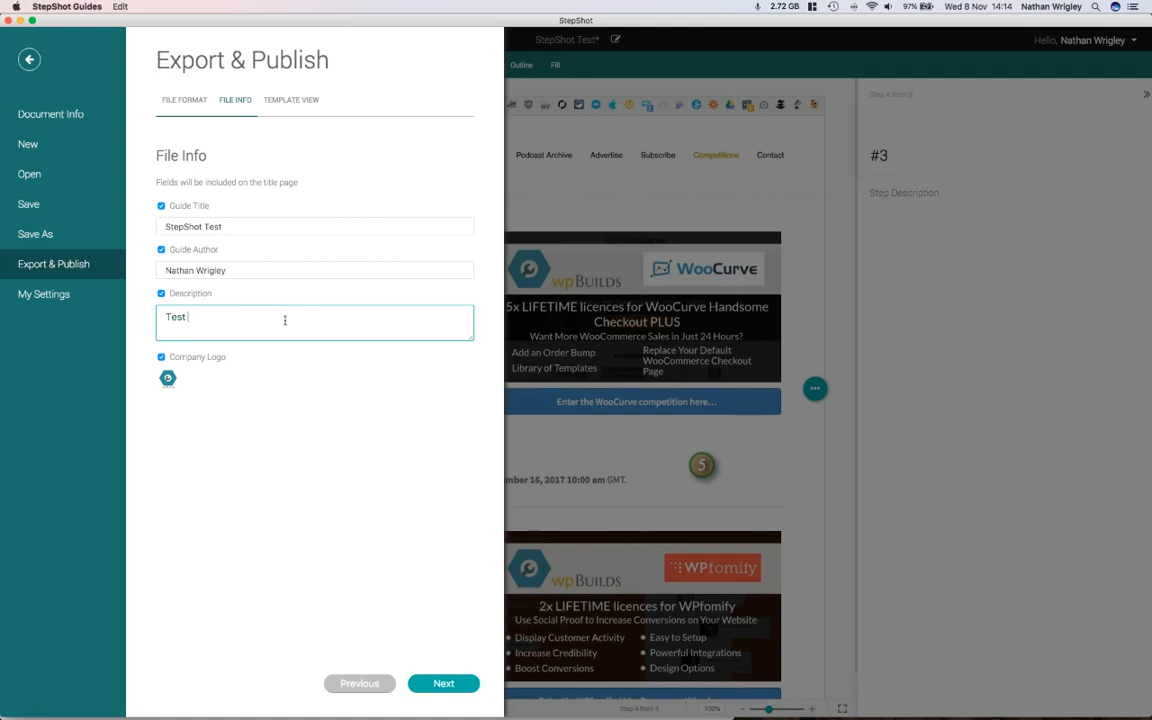 StepShot Guides Edit 2.72 GB 97% Wed 8 Nov 14:14 Nathan Wrigley
StepShot
StepShot Test* Hello, Nathan Wrigley
Outline Fill
Export & Publish
FILE FORMAT FILE INFO TEMPLATE VIEW
Document Info
New
Open
Save
Save As
Export & Publish
My Settings
File Info
Fields will be included on the title page
Guide Title
StepShot Test
Guide Author
Nathan Wrigley
Description
Test
Company Logo
Previous Next
Podcast Archive Advertise Subscribe Competitions Contact
wpBuilds WooCurve
5x LIFETIME licences for WooCurve Handsome
Checkout PLUS
Want More WooCommerce Sales in Just 24 Hours?
Add an Order Bump
Library of Templates
Replace Your Default
WooCommerce Checkout
Page
Enter the WooCurve competition here...
5
mber 16, 2017 10:00 am GMT.
wpBuilds WPfomify
2x LIFETIME licences for WPfomify
Use Social Proof to Increase Conversions on Your Website
Display Customer Activity
Increase Credibility
Boost Conversions
Easy to Setup
Powerful Integrations
Design Options
Step 4 from 6 100%
Step 4 from 6
#3
Step Description